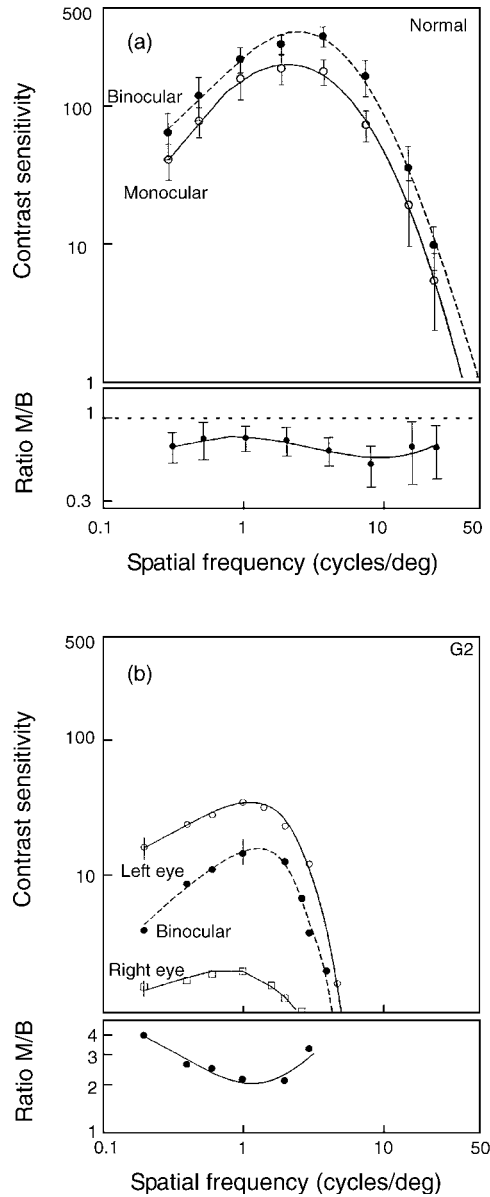 500
(a)
Normal
100
Binocular
Monocular
10
1
Contrast sensitivity
1
0.3
Ratio M/B
0.1
1
10
50
Spatial frequency (cycles/deg)
500
(b)
G2
100
Left eye
10
Binocular
Right eye
Contrast sensitivity
4
3
2
1
Ratio M/B
0.1
1
10
50
Spatial frequency (cycles/deg)